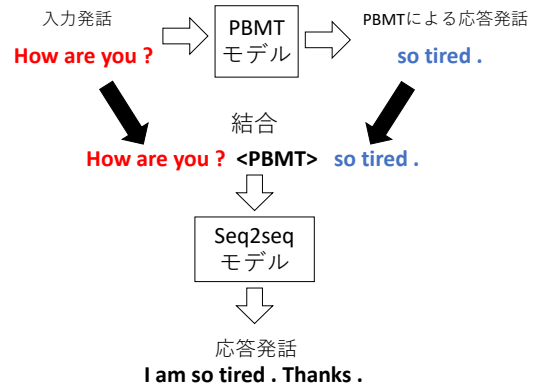 入力発話
PBMT
モデル
PBMTによる応答発話
How are you ?
so tired .
結合
How are you ? <PBMT> so tired .
Seq2seq
モデル
応答発話
I am so tired . Thanks .